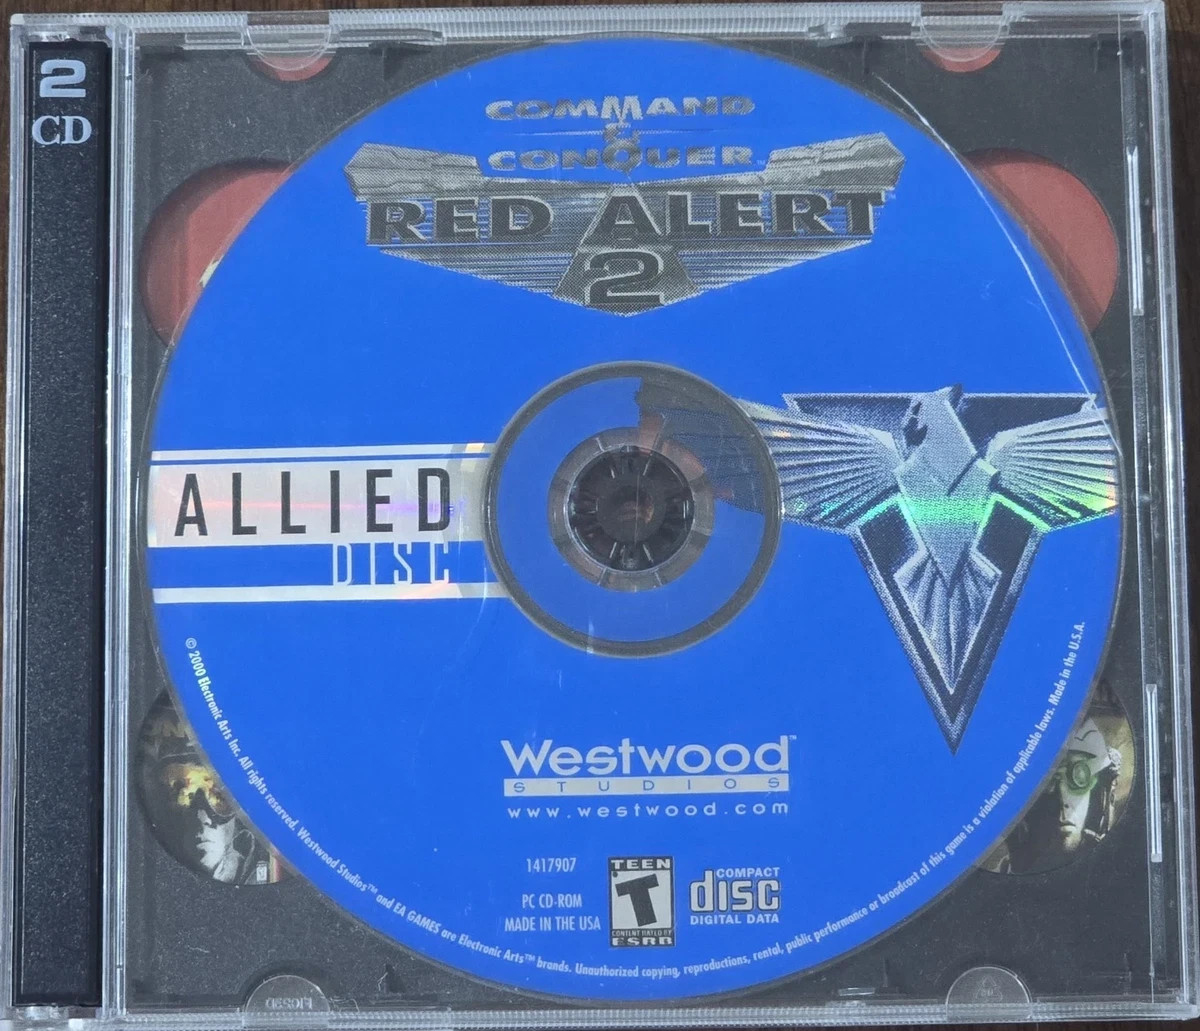 2
CD
COMMAND
&
CONQUER™
RED ALERT
2
ALLIED
DISC
Westwood™
STUDIOS
www.westwood.com
1417907
PC CD-ROM
MADE IN THE USA
TEEN
T
CONTENT RATED BY
ESRB
COMPACT
disc
DIGITAL DATA
© 2000 Electronic Arts Inc. All rights reserved. Westwood Studios™ and EA GAMES are Electronic Arts™ brands. Unauthorized copying, reproductions, rental, public performance or broadcast of this game is a violation of applicable laws. Made in the U.S.A.